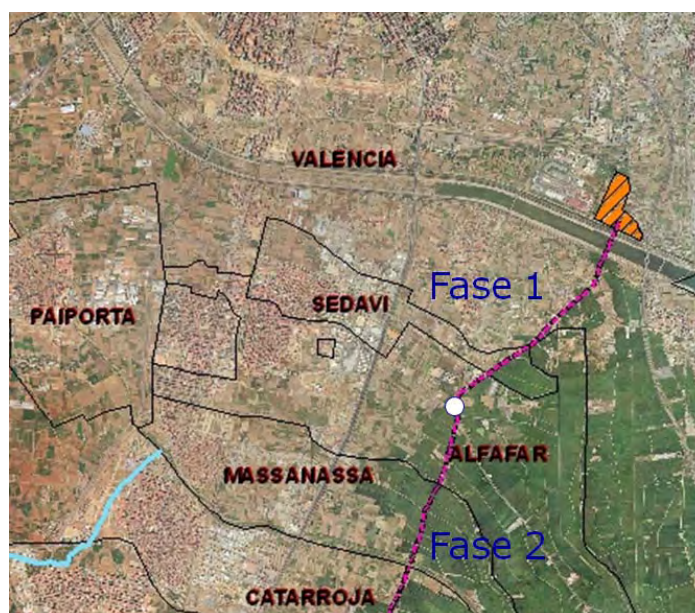 VALENCIA
Fase 1
SEDAVI
PAIPORTA
ALFAFAR
MASSANASSA
Fase 2
CATARROJA